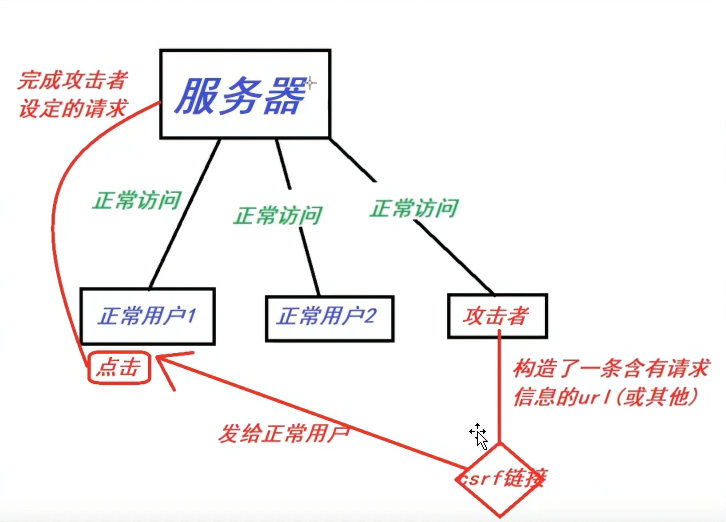 完成攻击者
设定的请求
服务器
正常访问
正常访问
正常访问
正常用户1
正常用户2
攻击者
点击
构造了一条含有请求
信息的url(或其他)
发给正常用户
csrf链接